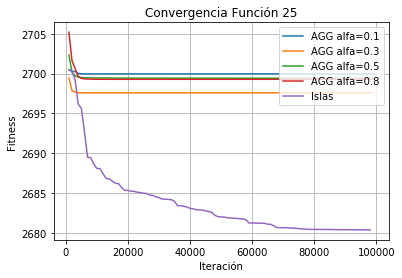 Convergencia Función 25
AGG alfa=0.1
AGG alfa=0.3
AGG alfa=0.5
AGG alfa=0.8
Islas
2705
2700
2695
2690
2685
2680
Fitness
0
20000
40000
60000
80000
100000
Iteración